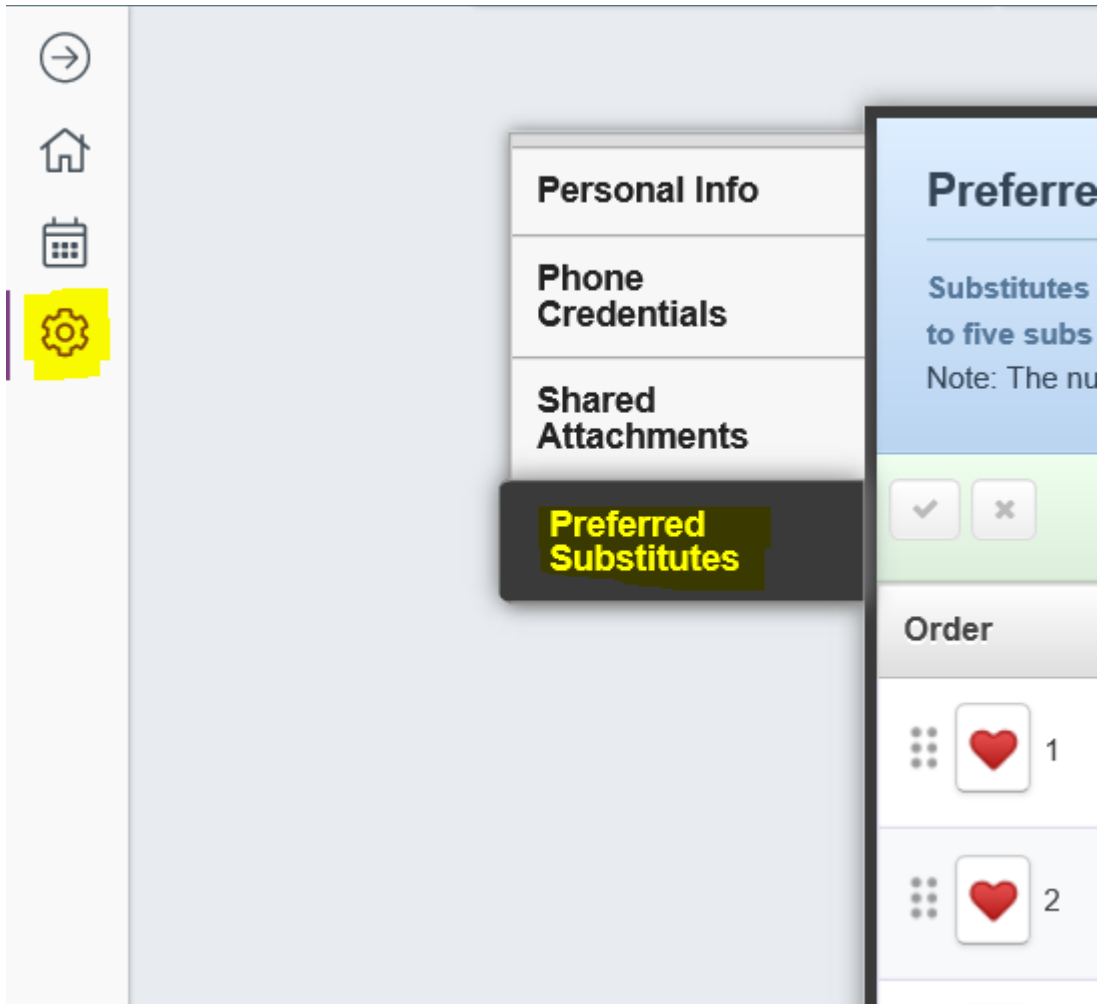 Personal Info
Phone
Credentials
Shared
Attachments
Preferred
Substitutes
Preferre
Substitutes
to five subs
Note: The nu
Order
1
2